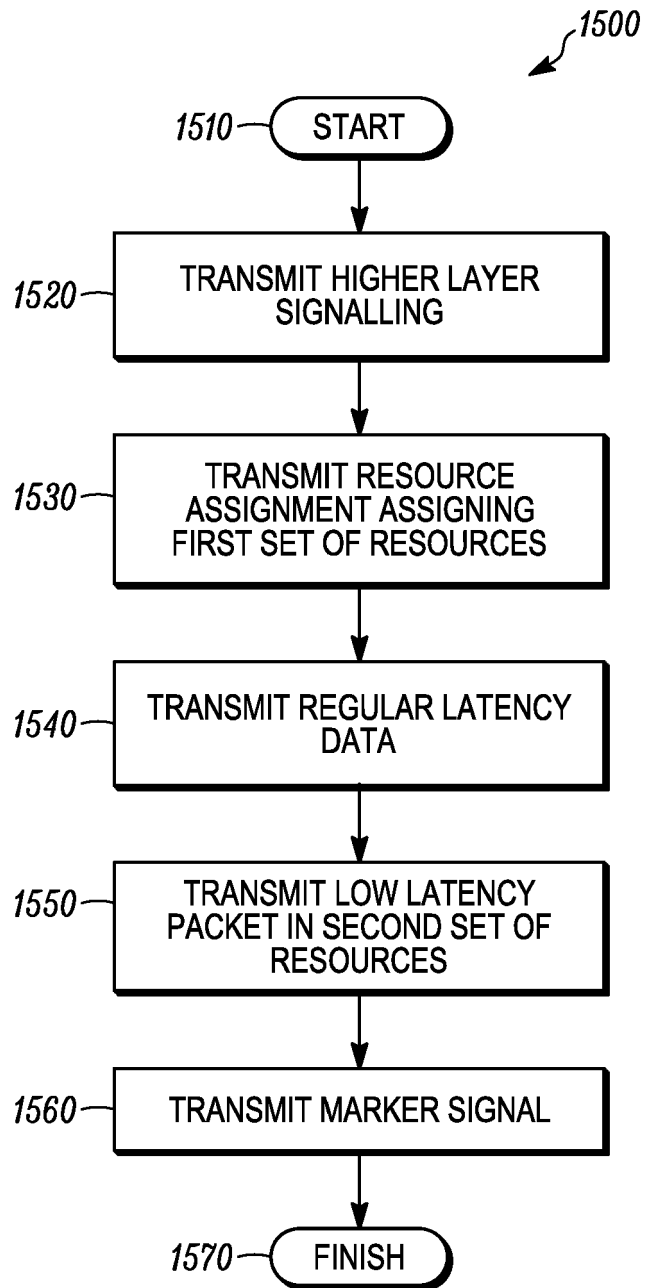 1500
1510
START
1520
TRANSMIT HIGHER LAYER
SIGNALLING
1530
TRANSMIT RESOURCE
ASSIGNMENT ASSIGNING
FIRST SET OF RESOURCES
1540
TRANSMIT REGULAR LATENCY
DATA
1550
TRANSMIT LOW LATENCY
PACKET IN SECOND SET OF
RESOURCES
1560
TRANSMIT MARKER SIGNAL
1570
FINISH